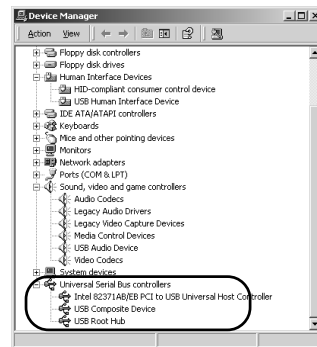 Device Manager
Action View
Floppy disk controllers
Floppy disk drives
Human Interface Devices
HID-compliant consumer control device
USB Human Interface Device
IDE ATA/ATAPI controllers
Keyboards
Mice and other pointing devices
Monitors
Network adapters
Ports (COM & LPT)
Sound, video and game controllers
Audio Codecs
Legacy Audio Drivers
Legacy Video Capture Devices
Media Control Devices
USB Audio Device
Video Codecs
System devices
Universal Serial Bus controllers
Intel 82371AB/EB PCI to USB Universal Host Controller
USB Composite Device
USB Root Hub